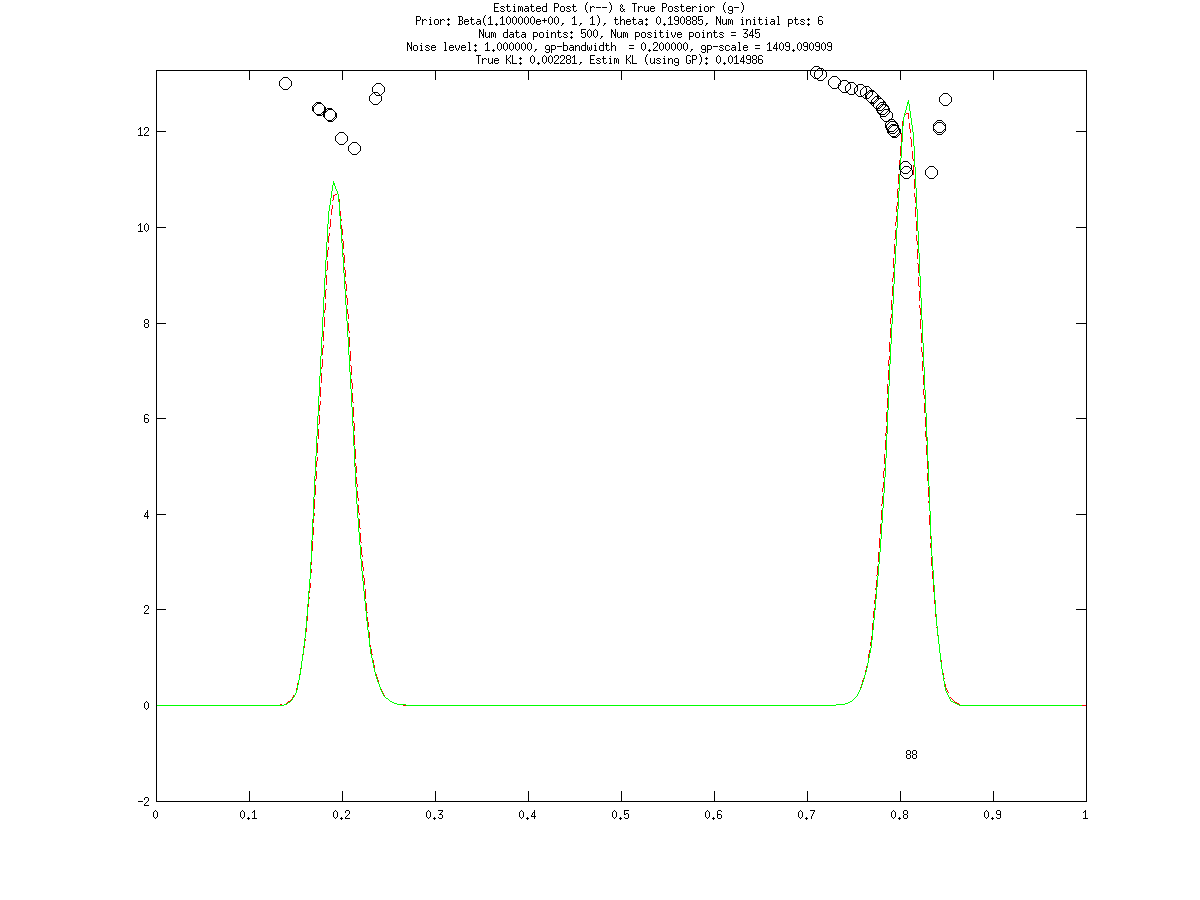 Estimated Post (r--) & True Posterior (g-)
Prior: Beta(1.100000e+00, 1, 1), theta: 0.190885, Num initial pts: 6
Num data points: 500, Num positive points = 345
Noise level: 1.000000, gp-bandwidth  = 0.200000, gp-scale = 1409.090909
True KL: 0.002281, Estim KL (using GP): 0.014986
12
10
8
6
4
2
0
88
-2
0 0.1 0.2 0.3 0.4 0.5 0.6 0.7 0.8 0.9 1